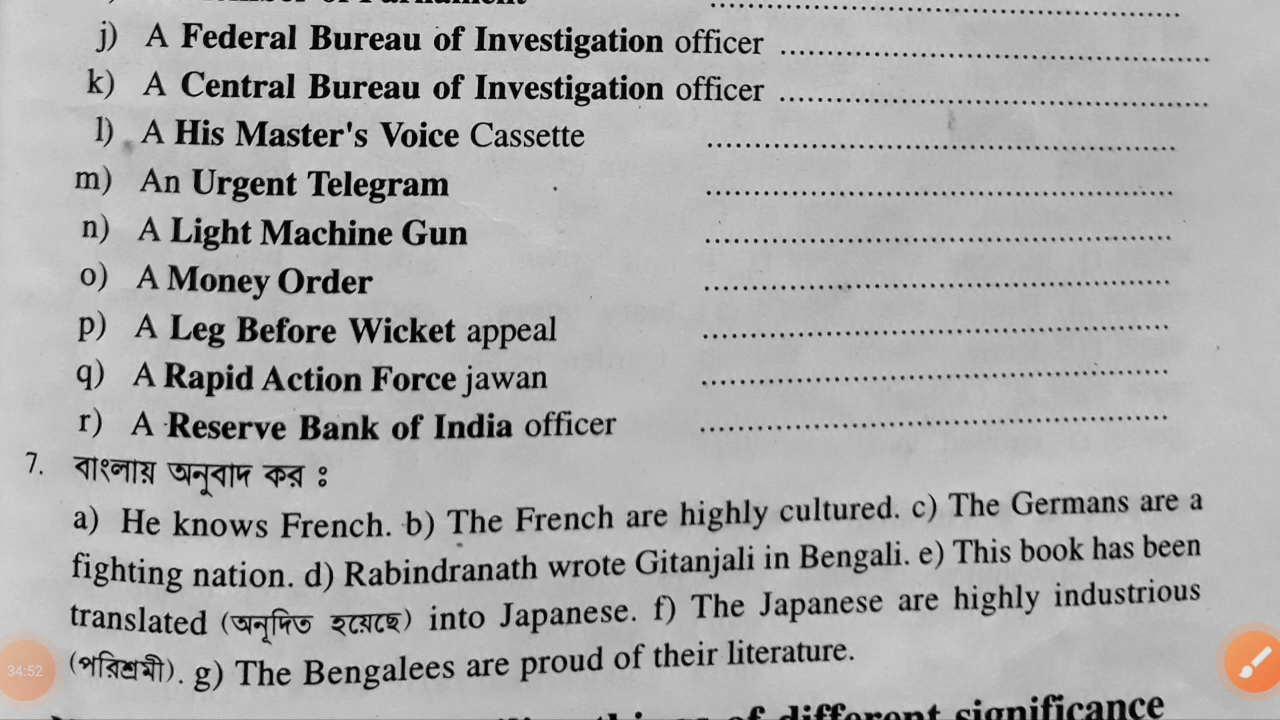 j) A Federal Bureau of Investigation officer ........................................
k) A Central Bureau of Investigation officer ........................................
l) A His Master's Voice Cassette ........................................
m) An Urgent Telegram ........................................
n) A Light Machine Gun ........................................
o) A Money Order ........................................
p) A Leg Before Wicket appeal ........................................
q) A Rapid Action Force jawan ........................................
r) A Reserve Bank of India officer ........................................
7. বাংলায় অনুবাদ কর ঃ
a) He knows French. b) The French are highly cultured. c) The Germans are a
fighting nation. d) Rabindranath wrote Gitanjali in Bengali. e) This book has been
translated (অনূদিত হয়েছে) into Japanese. f) The Japanese are highly industrious
(পরিশ্রমী). g) The Bengalees are proud of their literature.
34:52
of different significance